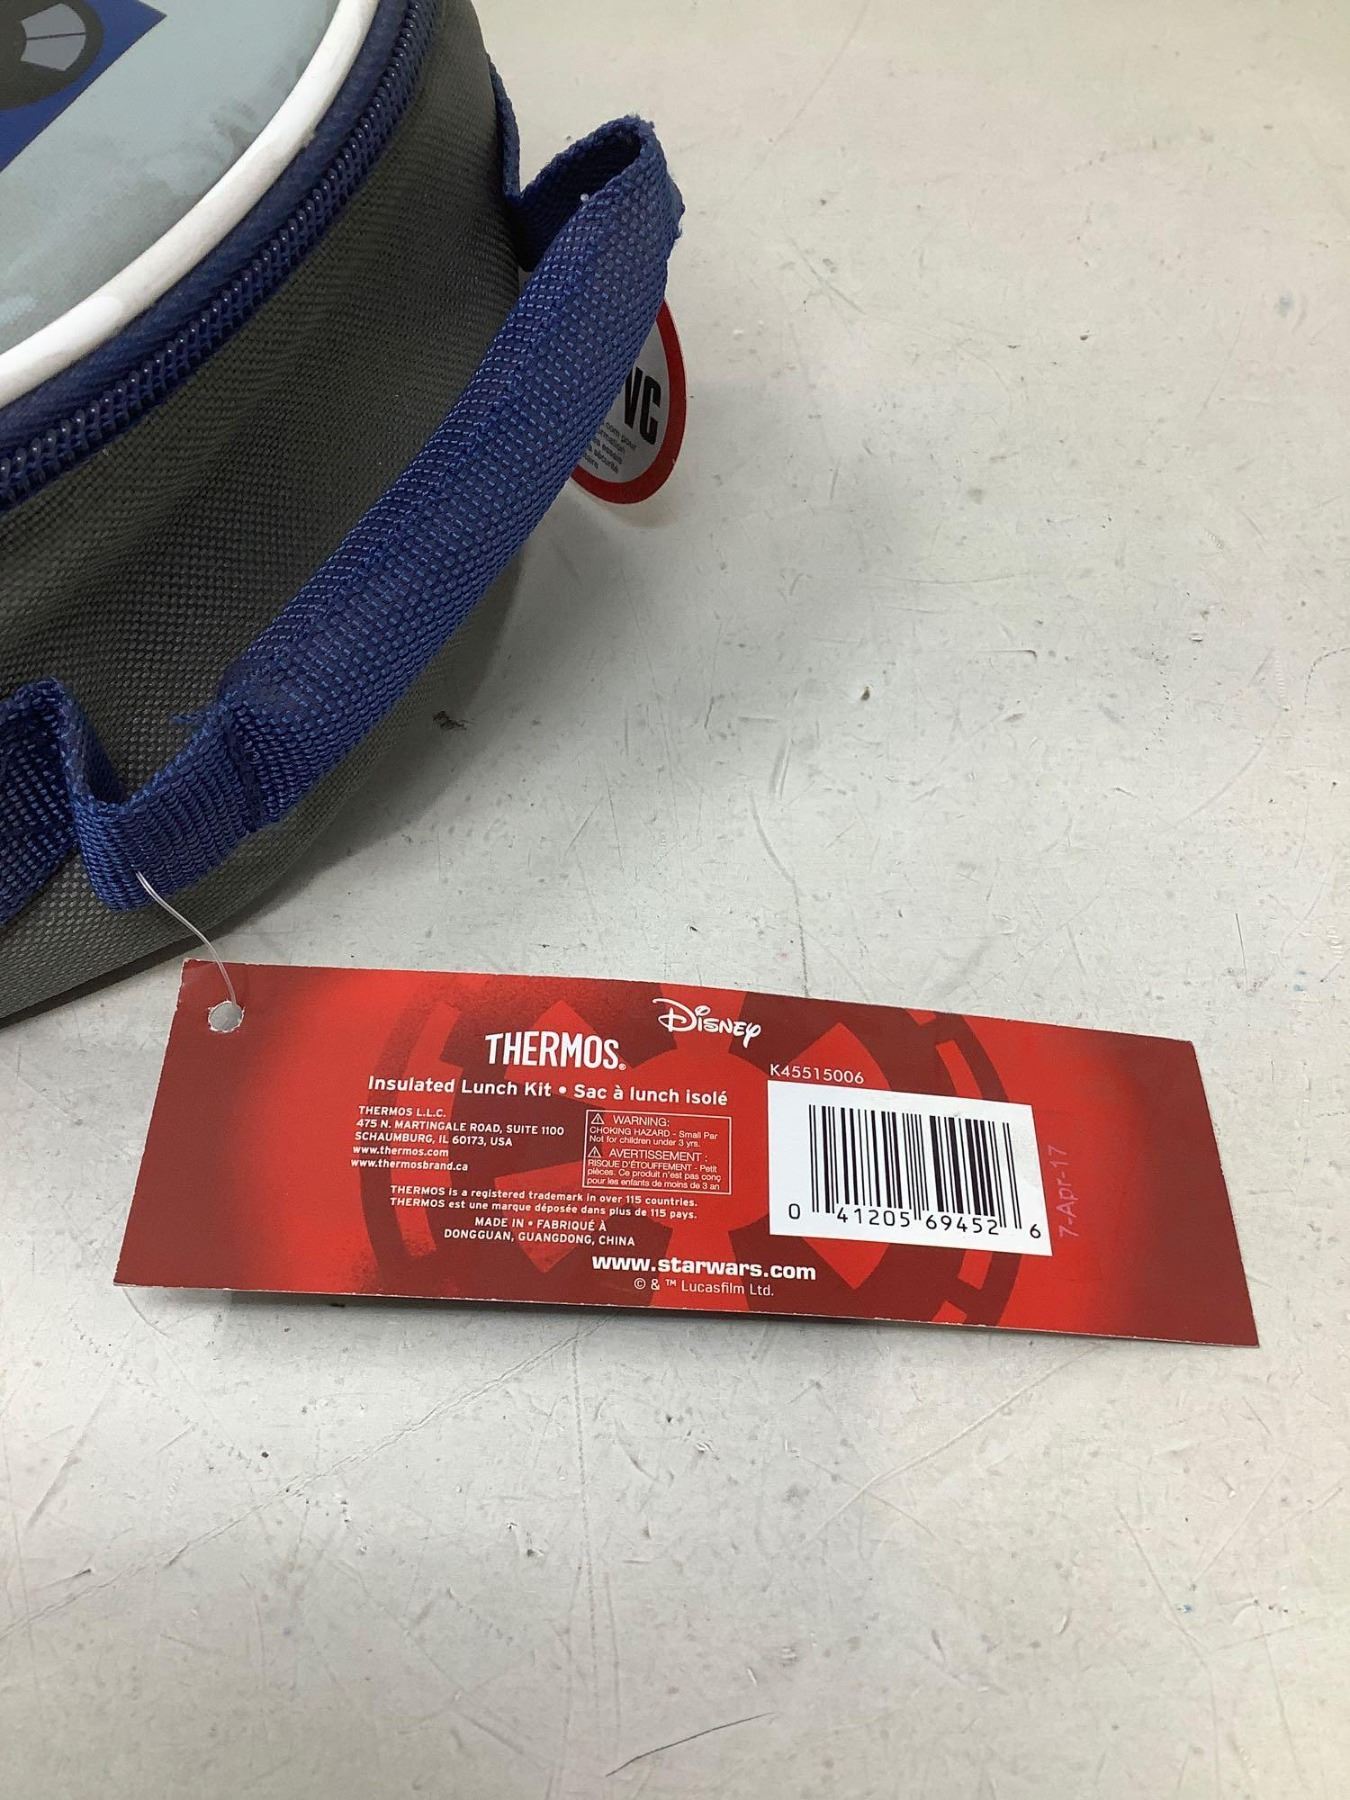 VC
.com pour
THERMOS®
Disney
Insulated Lunch Kit • Sac à lunch isolé
THERMOS L.L.C.
475 N. MARTINGALE ROAD, SUITE 1100
SCHAUMBURG, IL 60173, USA
www.thermos.com
www.thermosbrand.ca
⚠ WARNING:
CHOKING HAZARD - Small Par
Not for children under 3 yrs.
⚠ AVERTISSEMENT :
RISQUE D'ÉTOUFFEMENT - Petit
pièces. Ce produit n'est pas conç
pour les enfants de moins de 3 an
THERMOS is a registered trademark in over 115 countries.
THERMOS est une marque déposée dans plus de 115 pays.
MADE IN • FABRIQUÉ À
DONGGUAN, GUANGDONG, CHINA
www.starwars.com
© & ™ Lucasfilm Ltd.
K45515006
0 41205 69452 6
7-Apr-17